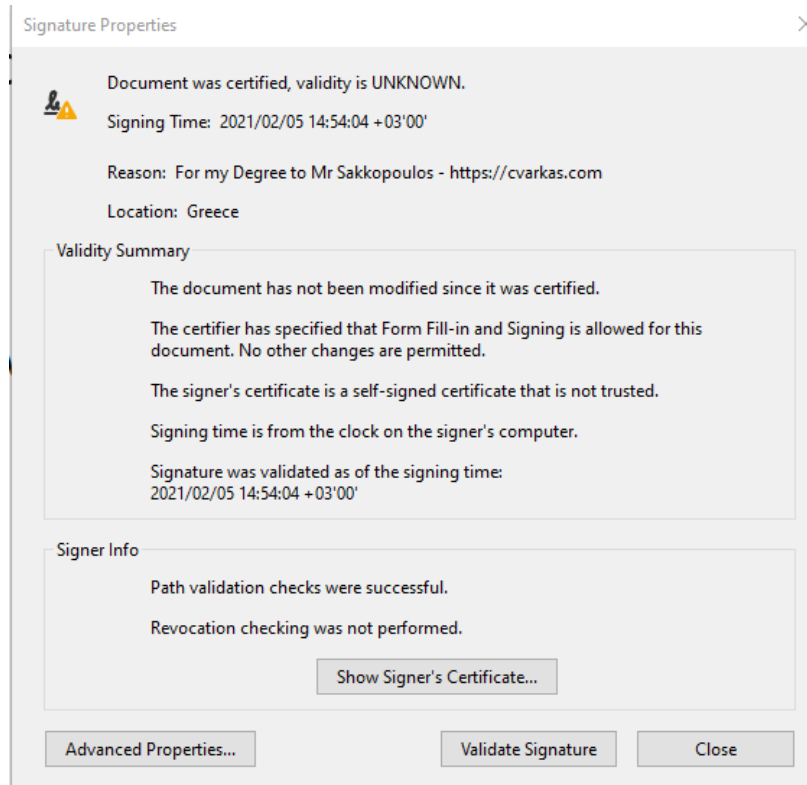 Signature Properties
Document was certified, validity is UNKNOWN.
Signing Time: 2021/02/05 14:54:04 +03'00'
Reason: For my Degree to Mr Sakkopoulos - https://cvarkas.com
Location: Greece
Validity Summary
The document has not been modified since it was certified.
The certifier has specified that Form Fill-in and Signing is allowed for this
document. No other changes are permitted.
The signer's certificate is a self-signed certificate that is not trusted.
Signing time is from the clock on the signer's computer.
Signature was validated as of the signing time:
2021/02/05 14:54:04 +03'00'
Signer Info
Path validation checks were successful.
Revocation checking was not performed.
Show Signer's Certificate...
Advanced Properties...
Validate Signature
Close